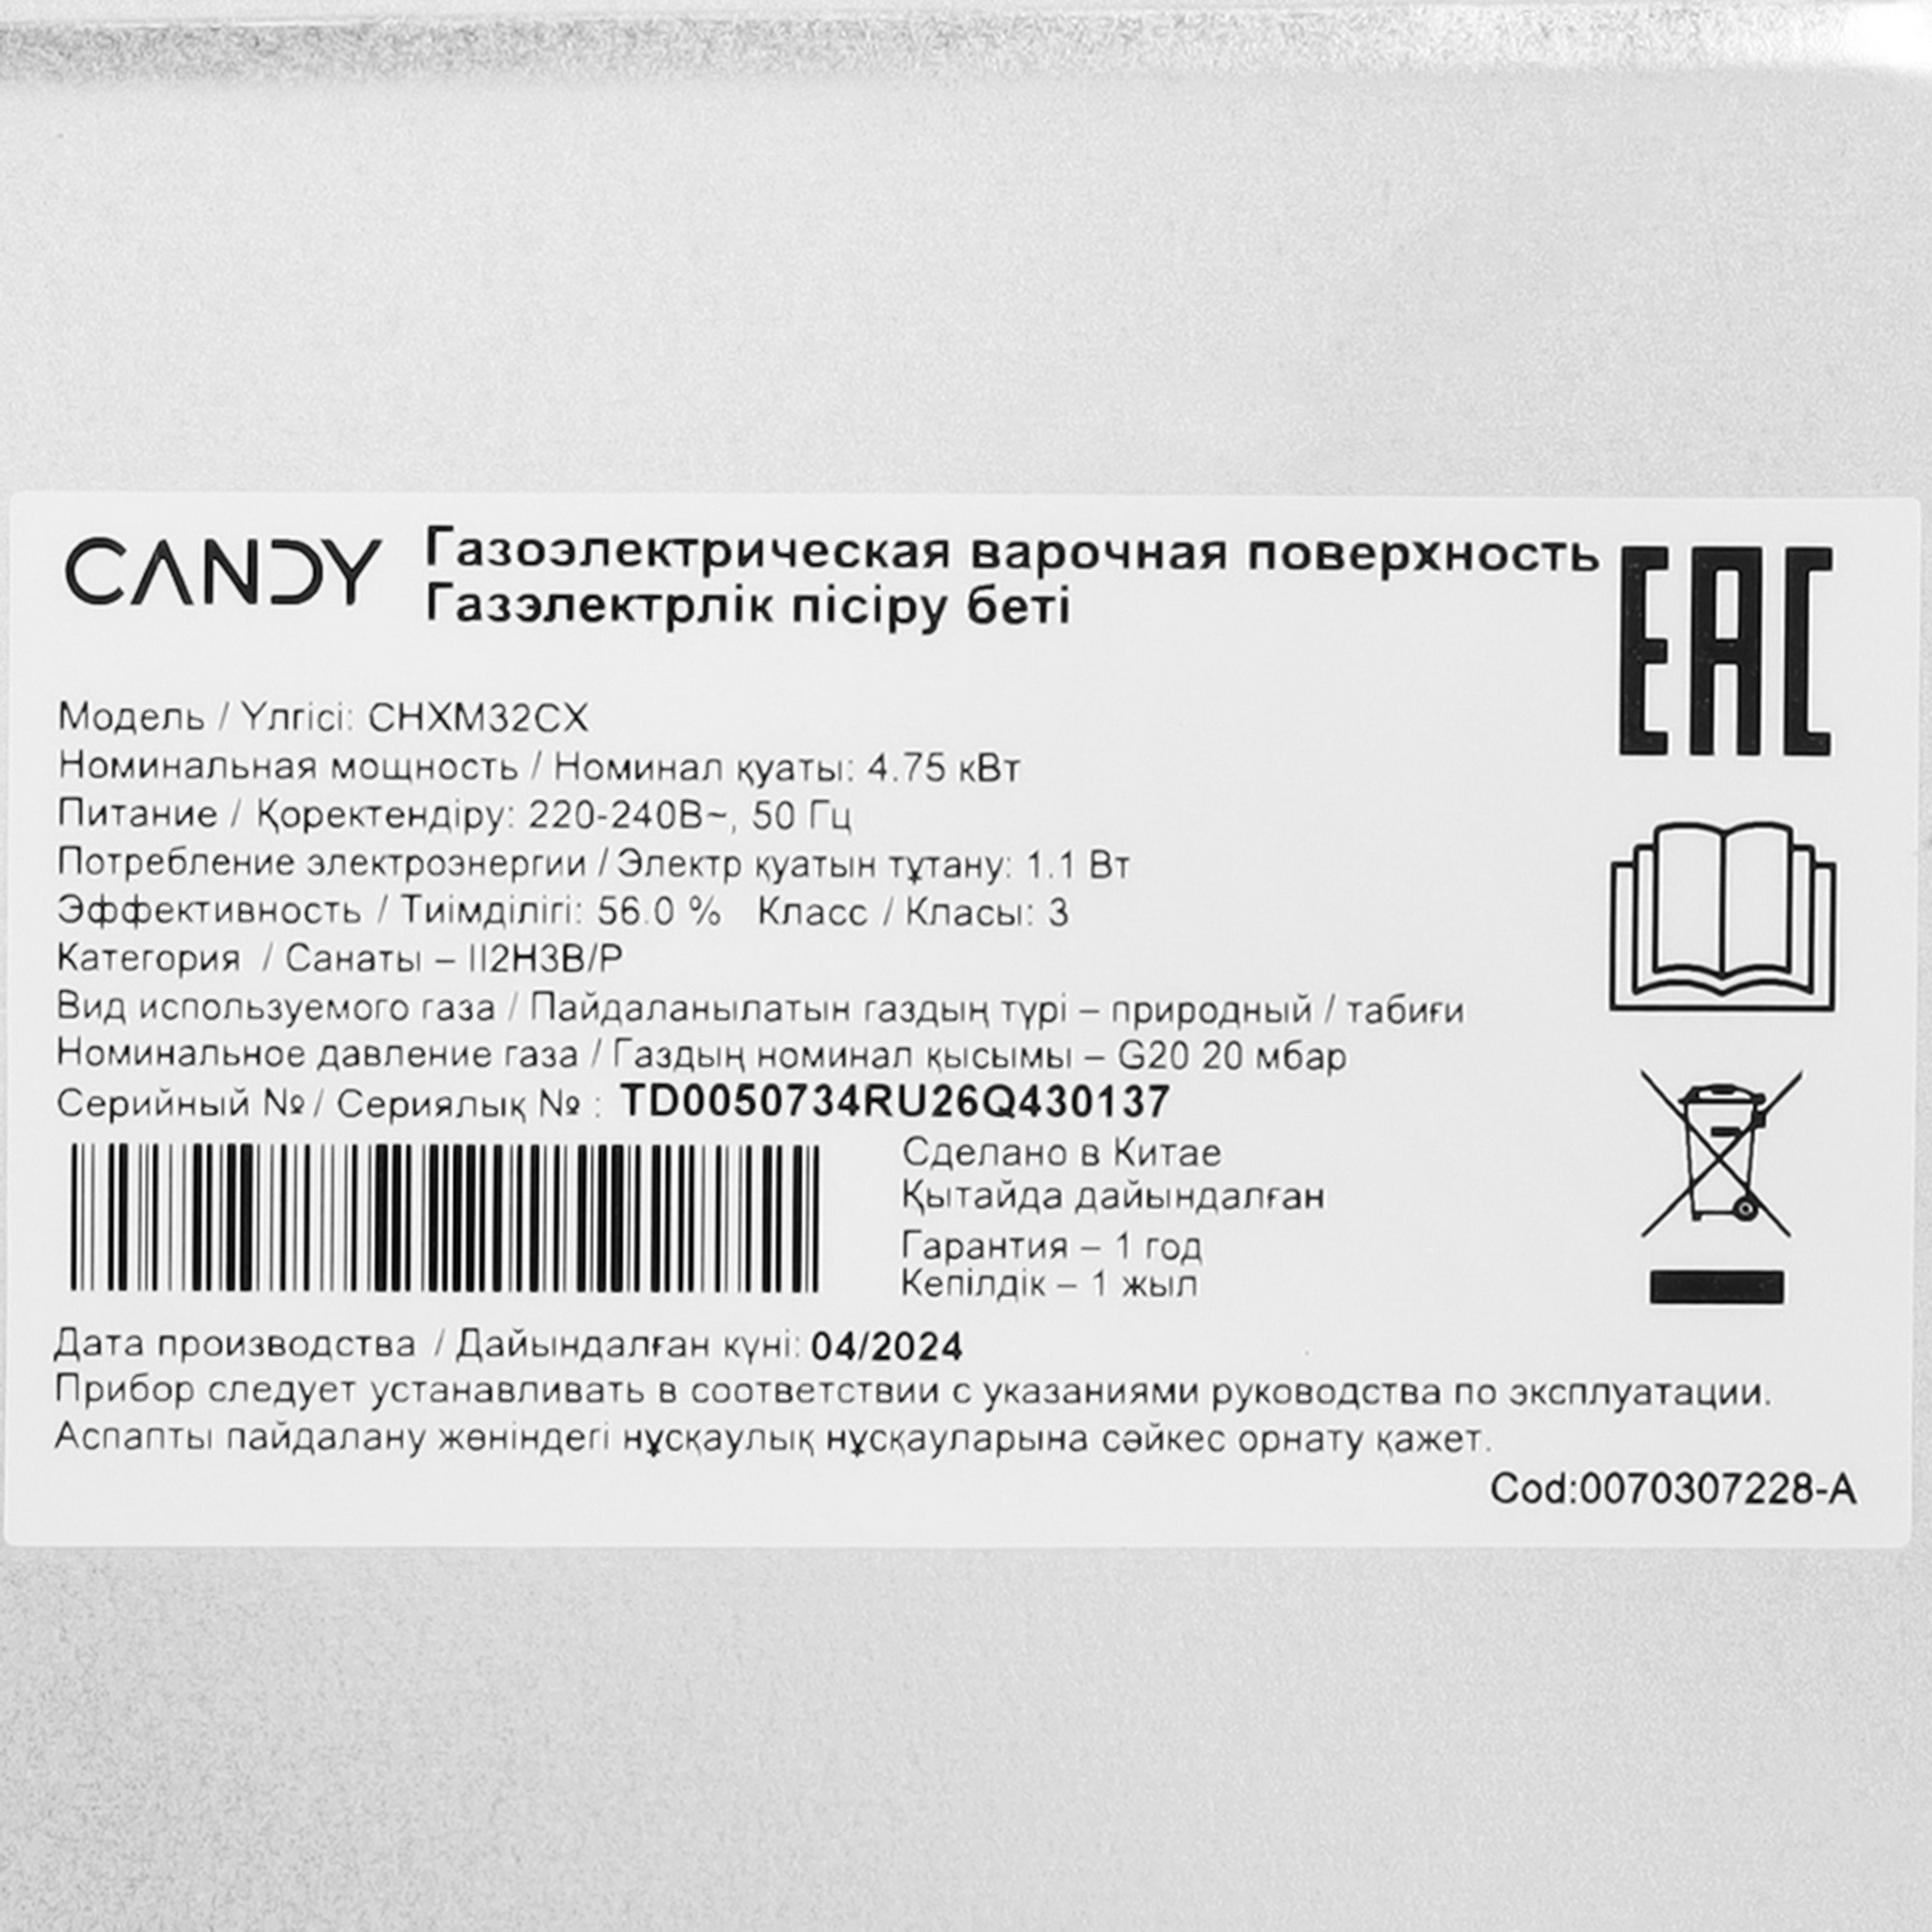 CANDY
Газоэлектрическая варочная поверхность
Газэлектрлік пісіру беті
EAC
Модель / Үлгісі: CHXM32CX
Номинальная мощность / Номинал қуаты: 4.75 кВт
Питание / Қоректендіру: 220-240В~, 50 Гц
Потребление электроэнергии / Электр қуатын тұтану: 1.1 Вт
Эффективность / Тиімділігі: 56.0 % Класс / Класы: 3
Категория / Санаты – II2H3B/P
Вид используемого газа / Пайдаланылатын газдың түрі – природный / табиғи
Номинальное давление газа / Газдың номинал қысымы – G20 20 мбар
Серийный № / Сериялық № : TD0050734RU26Q430137
Сделано в Китае
Қытайда дайындалған
Гарантия – 1 год
Кепілдік – 1 жыл
Дата производства / Дайындалған күні: 04/2024
Прибор следует устанавливать в соответствии с указаниями руководства по эксплуатации.
Аспапты пайдалану жөніндегі нұсқаулық нұсқауларына сәйкес орнату қажет.
Cod:0070307228-A